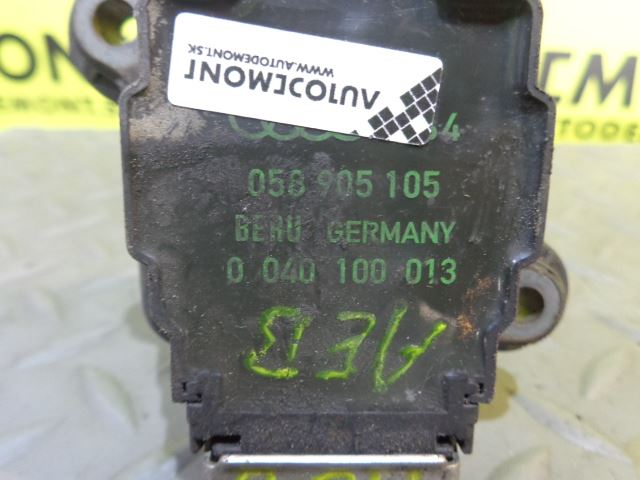 AUTODEMONT
WWW.AUTODEMONT.SK
058 905 105
BERU GERMANY
0 040 100 013
AEB